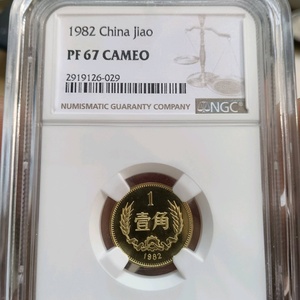 1982 China Jiao
PF 67 CAMEO
2919126-029
NUMISMATIC GUARANTY COMPANY
NGC
1
壹角
1982